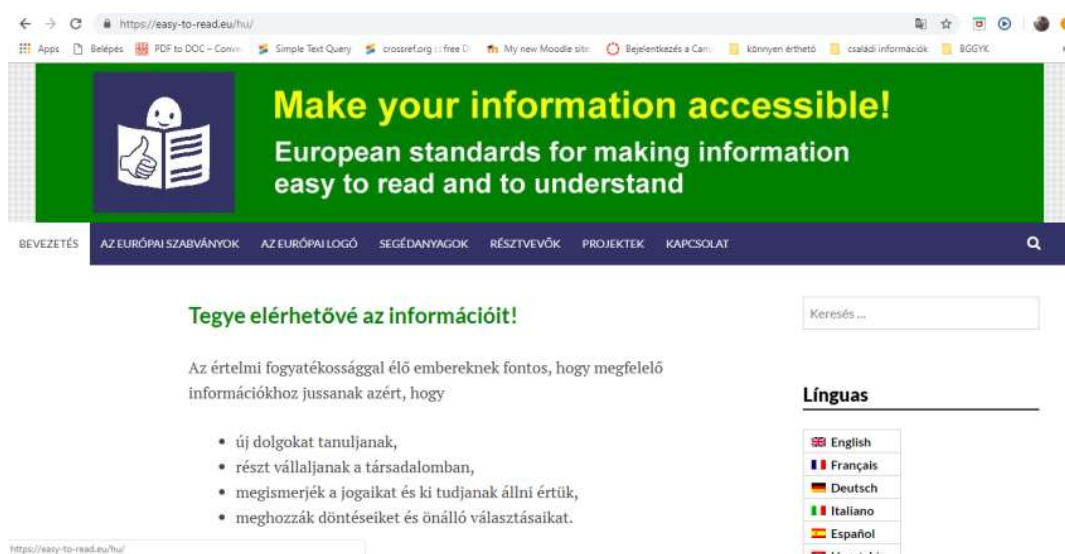 https://easy-to-read.eu/hu/
Apps Belépés PDF to DOC – Conve Simple Text Query crossref.org :: free D My new Moodle site Bejelentkezés a Can könnyen érthető családi információk BGGYK
Make your information accessible!
European standards for making information
easy to read and to understand
BEVEZETÉS AZ EURÓPAI SZABVÁNYOK AZ EURÓPAI LOGÓ SEGÉDANYAGOK RÉSZTVEVŐK PROJEKTEK KAPCSOLAT
Tegye elérhetővé az információit!
Keresés ...
Az értelmi fogyatékossággal élő embereknek fontos, hogy megfelelő
információkhoz jussanak azért, hogy
Línguas
új dolgokat tanuljanak,
részt vállaljanak a társadalomban,
megismerjék a jogaikat és ki tudjanak állni értük,
meghozzák döntéseiket és önálló választásaikat.
English
Français
Deutsch
Italiano
Español
https://easy-to-read.eu/hu/